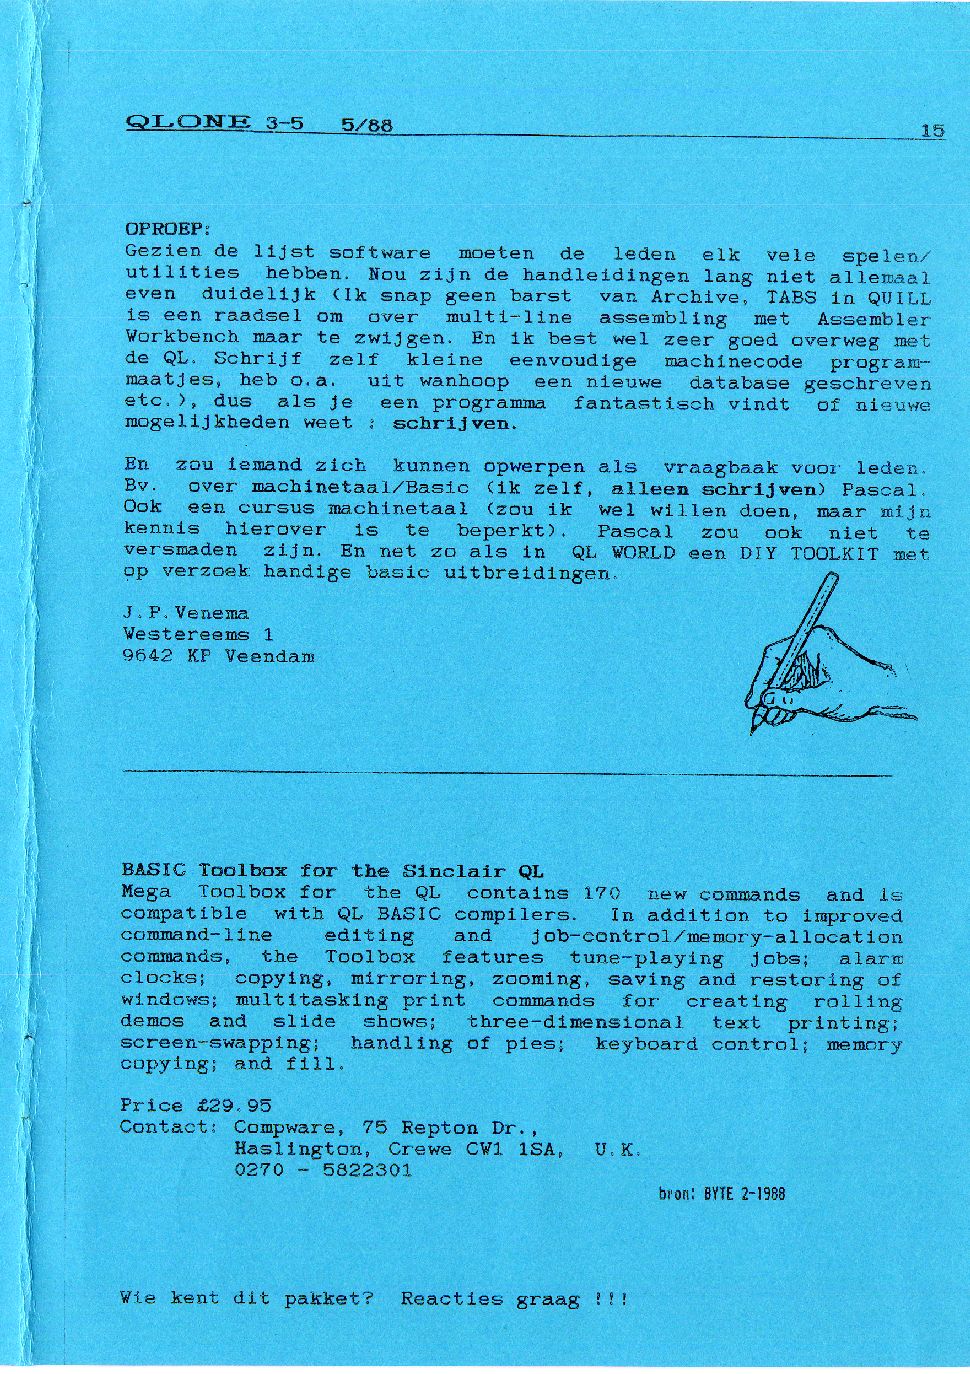 QLONE 3-5 5/88 15
OPROEP:
Gezien de lijst software moeten de leden elk vele spelen/
utilities hebben. Nou zijn de handleidingen lang niet allemaal
even duidelijk (Ik snap geen barst van Archive, TABS in QUILL
is een raadsel om over multi-line assembling met Assembler
Workbench maar te zwijgen. En ik best wel zeer goed overweg met
de QL. Schrijf zelf kleine eenvoudige machinecode program-
maatjes, heb o.a. uit wanhoop een nieuwe database geschreven
etc.), dus als je een programma fantastisch vindt of nieuwe
mogelijkheden weet : schrijven.
En zou iemand zich kunnen opwerpen als vraagbaak voor leden.
Bv. over machinetaal/Basic (ik zelf, alleen schrijven) Pascal.
Ook een cursus machinetaal (zou ik wel willen doen, maar mijn
kennis hierover is te beperkt). Pascal zou ook niet te
versmaden zijn. En net zo als in QL WORLD een DIY TOOLKIT met
op verzoek handige basic uitbreidingen.
J.P.Venema
Westereems 1
9642 KP Veendam
BASIC Toolbox for the Sinclair QL
Mega Toolbox for the QL contains 170 new commands and is
compatible with QL BASIC compilers. In addition to improved
command-line editing and job-control/memory-allocation
commands, the Toolbox features tune-playing jobs; alarm
clocks; copying, mirroring, zooming, saving and restoring of
windows; multitasking print commands for creating rolling
demos and slide shows; three-dimensional text printing;
screen-swapping; handling of pies; keyboard control; memory
copying; and fill.
Price £29.95
Contact: Compware, 75 Repton Dr.,
Haslington, Crewe CW1 1SA, U.K.
0270 - 5822301
bron: BYTE 2-1988
Wie kent dit pakket? Reacties graag !!!